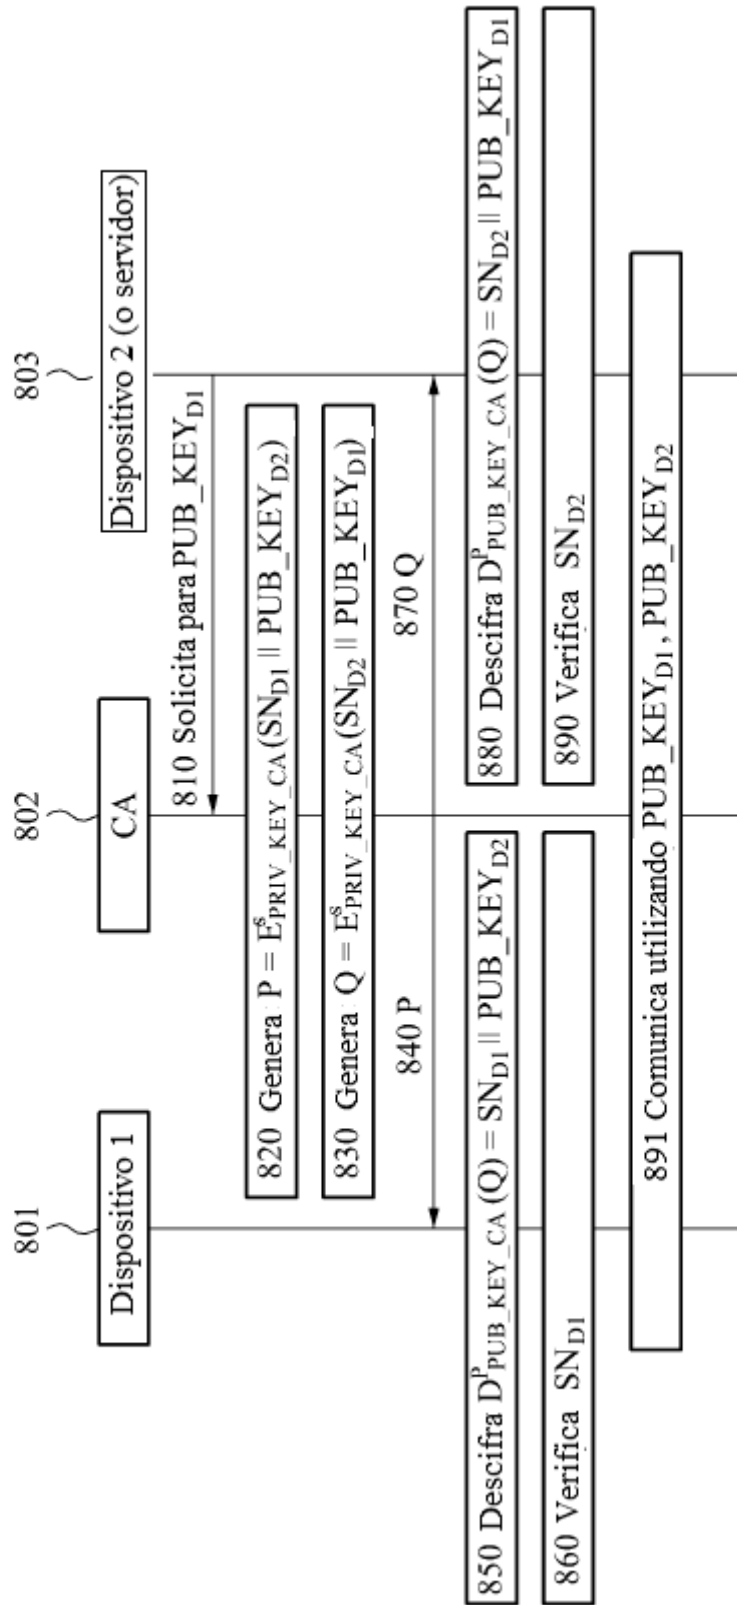 801
802
803
Dispositivo 1
CA
Dispositivo 2 (o servidor)
810 Solicita para PUB_KEY_D1
820 Genera: P = E^s_PRIV_KEY_CA(SN_D1 || PUB_KEY_D2)
830 Genera: Q = E^s_PRIV_KEY_CA(SN_D2 || PUB_KEY_D1)
840 P
870 Q
850 Descifra D^P_PUB_KEY_CA(Q) = SN_D1 || PUB_KEY_D2
880 Descifra D^P_PUB_KEY_CA(Q) = SN_D2 || PUB_KEY_D1
860 Verifica SN_D1
890 Verifica SN_D2
891 Comunica utilizando PUB_KEY_D1, PUB_KEY_D2